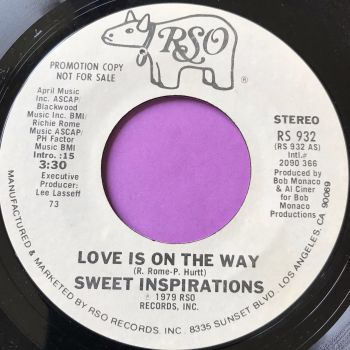 RSO
PROMOTION COPY
NOT FOR SALE
April Music
Inc. ASCAP/
Blackwood
Music Inc. BMI/
Richie Rome
Music ASCAP/
PH Factor
Music BMI
Intro. :15
3:30
Executive
Producer:
Lee Lasseff
73
STEREO
RS 932
(RS 932 AS)
Intl.#
2090 366
Produced by
Bob Monaco
& Al Ciner
for Bob
Monaco
Productions
LOVE IS ON THE WAY
(R. Rome-P. Hurtt)
SWEET INSPIRATIONS
℗ 1979 RSO
RECORDS, INC.
MANUFACTURED & MARKETED BY RSO RECORDS, INC. 8335 SUNSET BLVD., LOS ANGELES, CA 90069